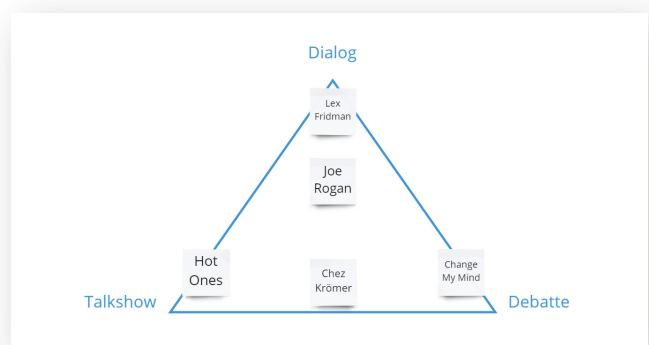 Dialog
Lex
Fridman
Joe
Rogan
Hot
Ones
Chez
Krömer
Change
My Mind
Talkshow
Debatte